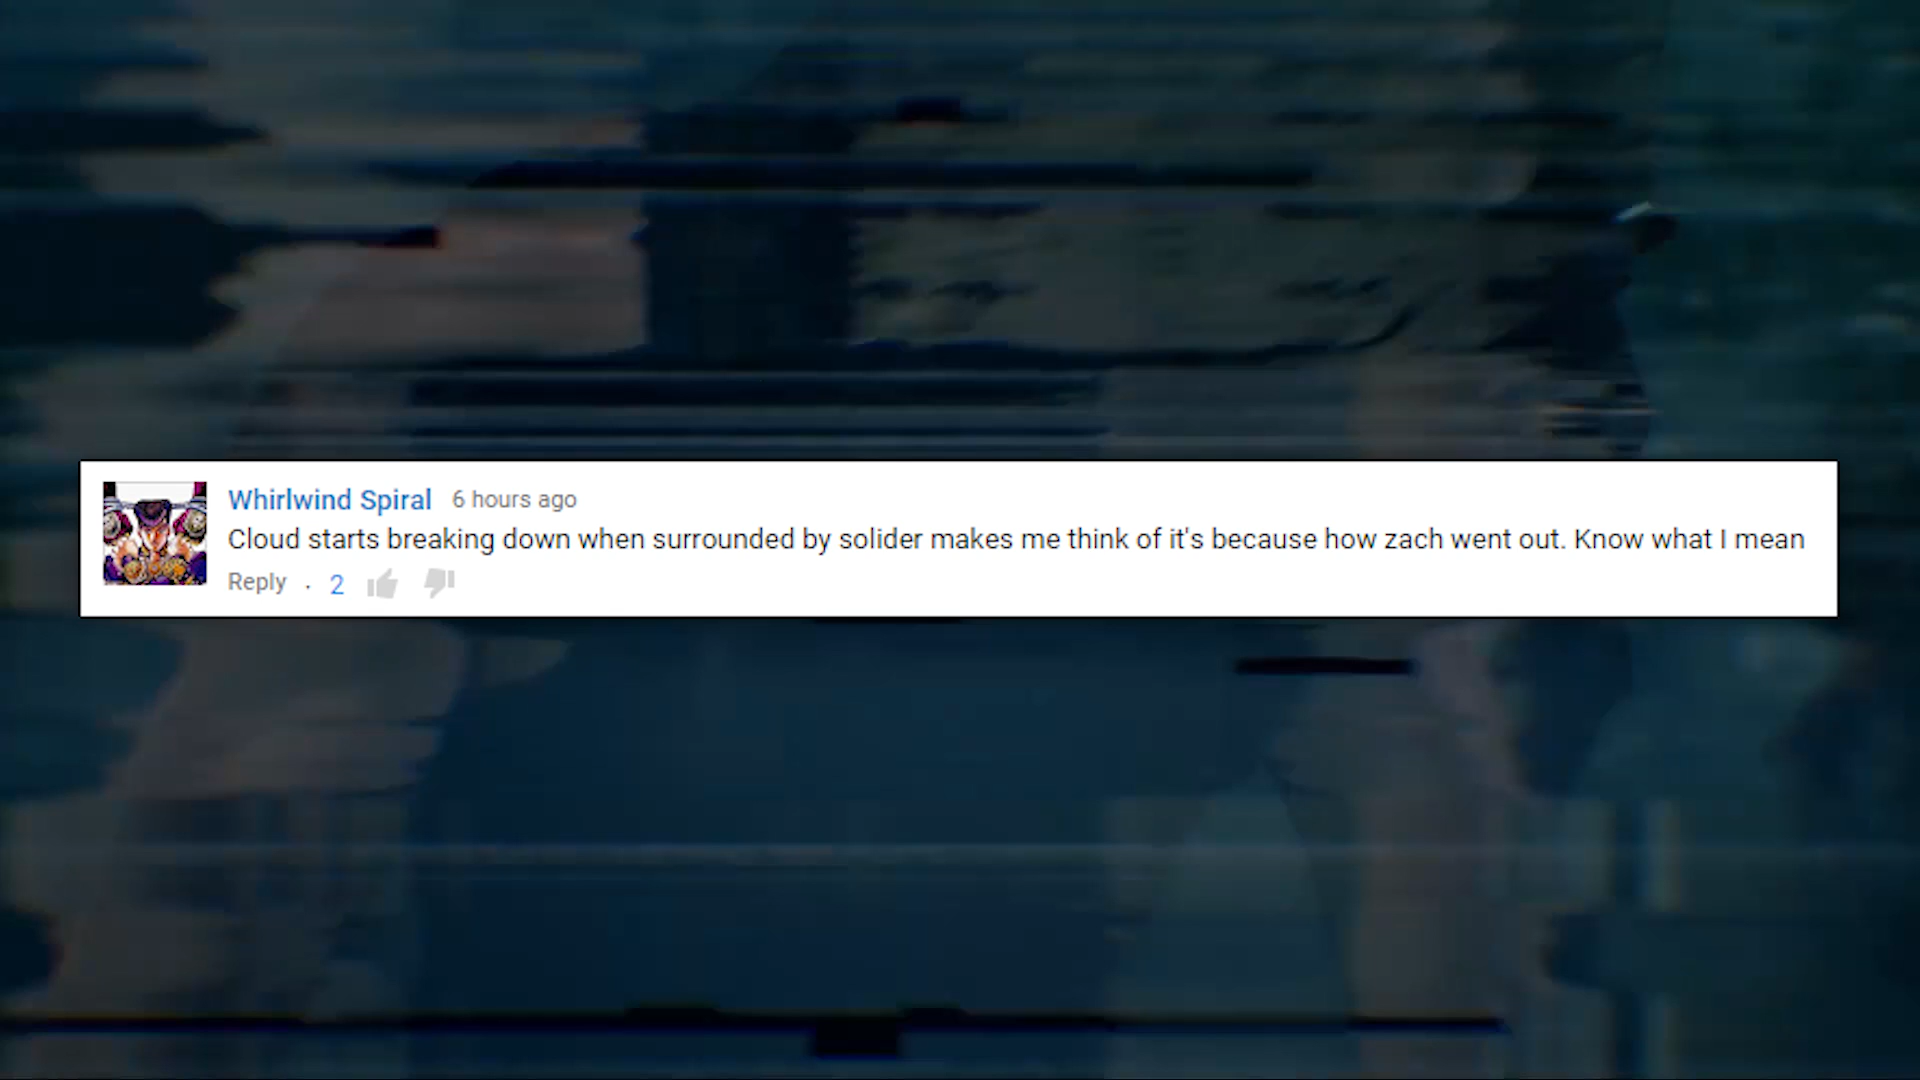 Whirlwind Spiral 6 hours ago
Cloud starts breaking down when surrounded by solider makes me think of it's because how zach went out. Know what I mean
Reply . 2